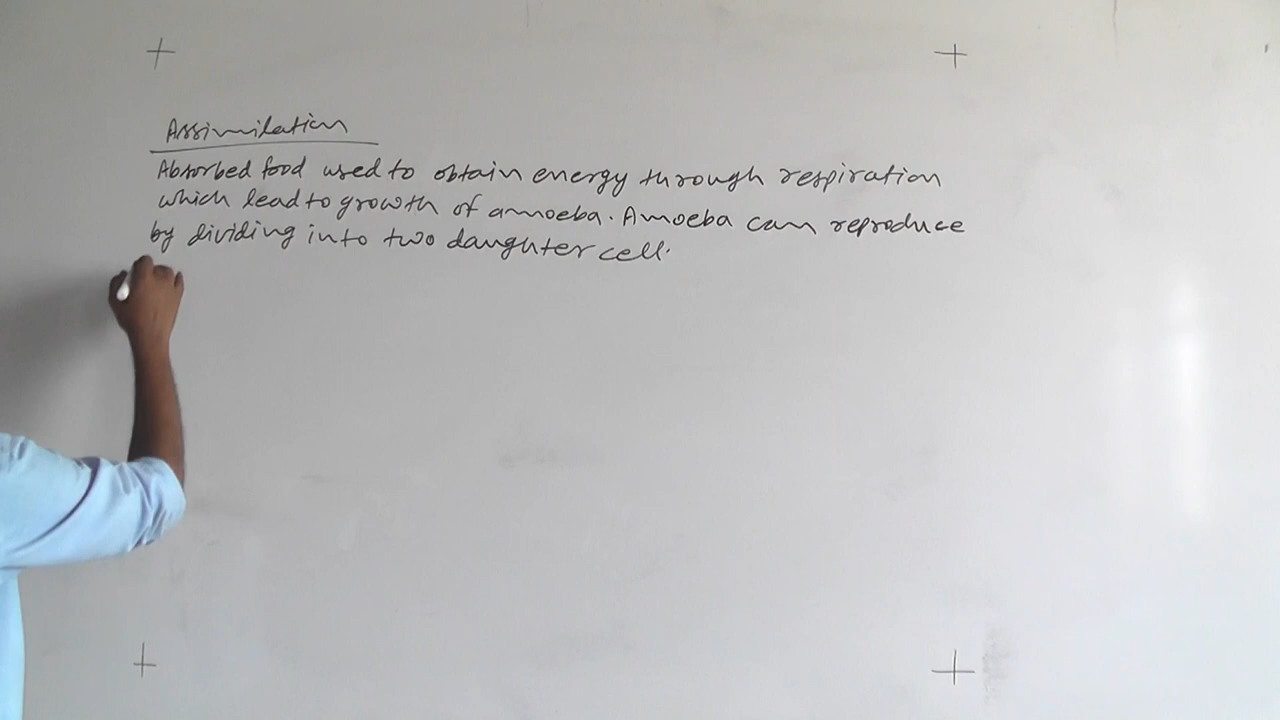 Assimilation
Absorbed food used to obtain energy through respiration
which lead to growth of amoeba. Amoeba can reproduce
by dividing into two daughter cell.